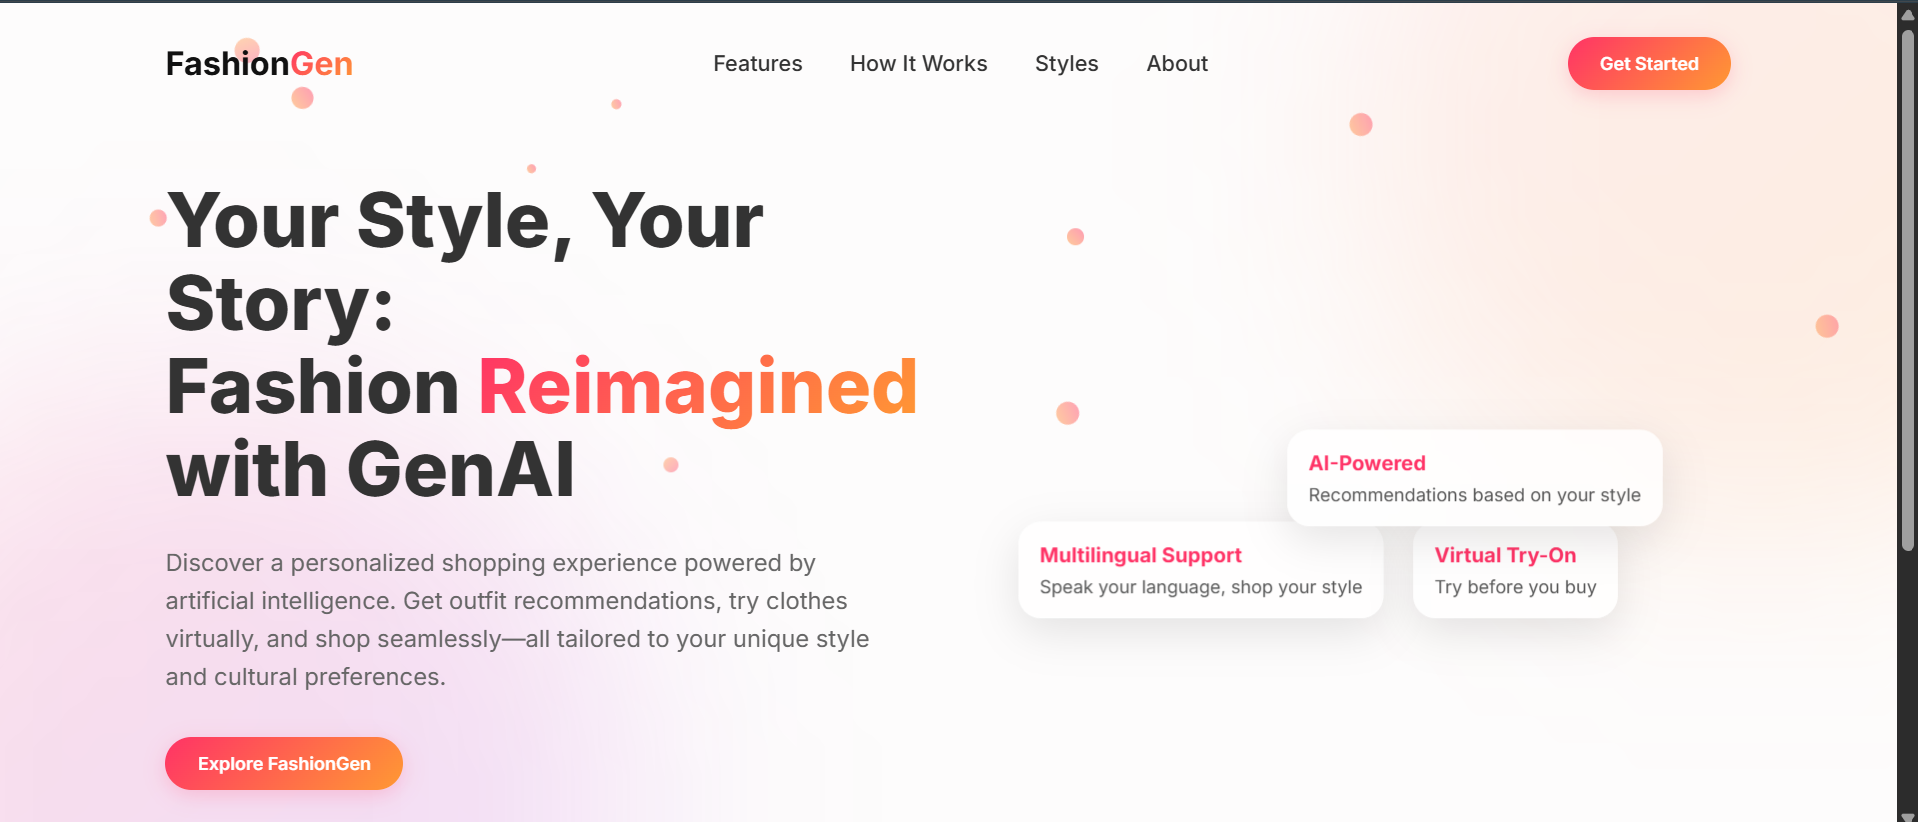 FashionGen
Features
How It Works
Styles
About
Get Started
Your Style, Your
Story:
Fashion Reimagined
with GenAI
Discover a personalized shopping experience powered by
artificial intelligence. Get outfit recommendations, try clothes
virtually, and shop seamlessly—all tailored to your unique style
and cultural preferences.
Explore FashionGen
AI-Powered
Recommendations based on your style
Multilingual Support
Speak your language, shop your style
Virtual Try-On
Try before you buy